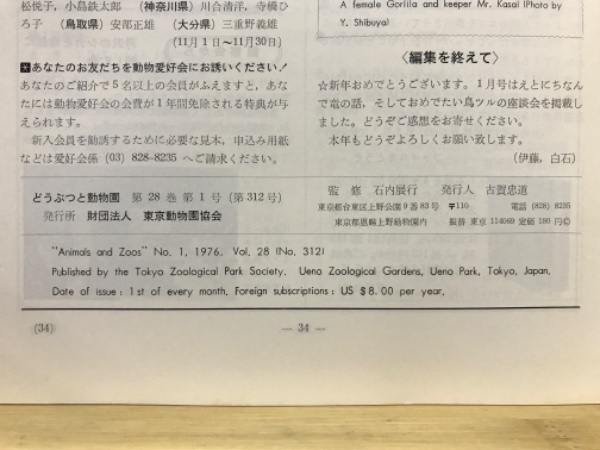 松悦子，小島鉄太郎　（神奈川県）川合清洋，寺橋ひ
ろ子　（鳥取県）安部正雄　（大分県）三重野義雄
（11月1日〜11月30日）
あなたのお友だちを動物愛好会にお誘いください！
あなたのご紹介で5名以上の会員がふえますと，あな
たには動物愛好会の会費が1年間免除される特典が与
えられます。
新入会員を勧誘するために必要な見本，申込み用紙
などは愛好会係（03）828-8235 へご請求ください。
A female Gorilla and keeper Mr. Kasai (Photo by
Y. Shibuya)
〈編集を終えて〉
☆新年おめでとうございます。1月号はえとにちなん
で竜の話，そしておめでたい鳥ツルの座談会を掲載し
ました。どうぞご感想をお寄せください。
本年もどうぞよろしくお願い致します。
（伊藤，白石）
どうぶつと動物園　第28巻第1号（第312号）
発行所　財団法人　東京動物園協会
監修　石内展行　発行人　古賀忠道
東京都台東区上野公園9番83号　〒110　電話（828）8235
東京都恩賜上野動物園内　振替 東京 114069 定価 180 円©
"Animals and Zoos" No. 1, 1976. Vol. 28 (No. 312)
Published by the Tokyo Zoological Park Society. Ueno Zoological Gardens, Ueno Park, Tokyo, Japan.
Date of issue : 1st of every month. Foreign subscriptions : US $8.00 per year.
(34)
— 34 —